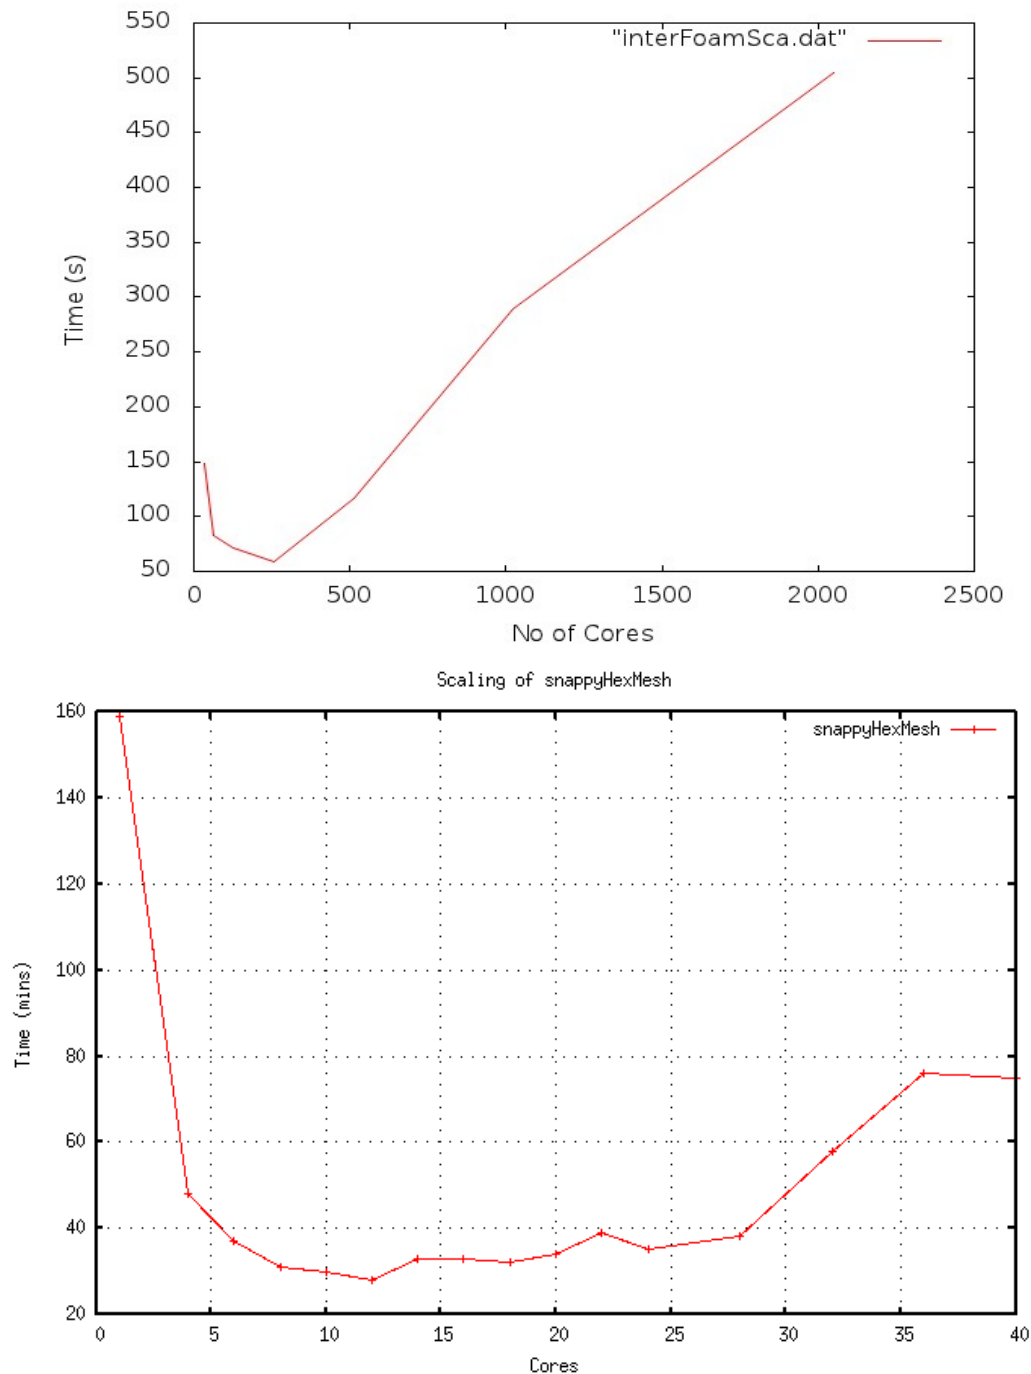 550
"interFoamSca.dat"
500
450
400
350
300
250
200
150
100
50
Time (s)
0 500 1000 1500 2000 2500
No of Cores
Scaling of snappyHexMesh
160
snappyHexMesh
140
120
100
80
60
40
20
Time (mins)
0 5 10 15 20 25 30 35 40
Cores